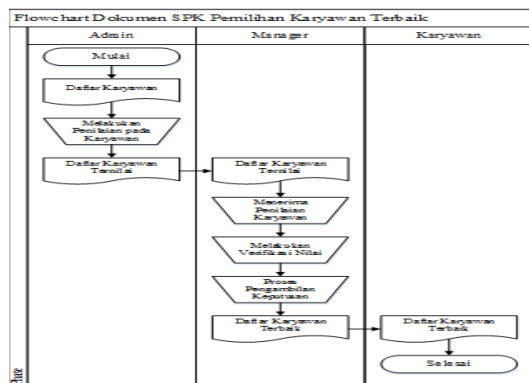 Flowchart Dokumen SPK Pemilihan Karyawan Terbaik
Admin
Manager
Karyawan
Mulai
Daftar Karyawan
Melakukan
Penilaian pada
Karyawan
Daftar Karyawan
Ternilai
Daftar Karyawan
Ternilai
Menerima
Penilaian
Karyawan
Melakukan
Verifikasi Nilai
Proses
Pengambilan
Keputusan
Daftar Karyawan
Terbaik
Daftar Karyawan
Terbaik
Selesai